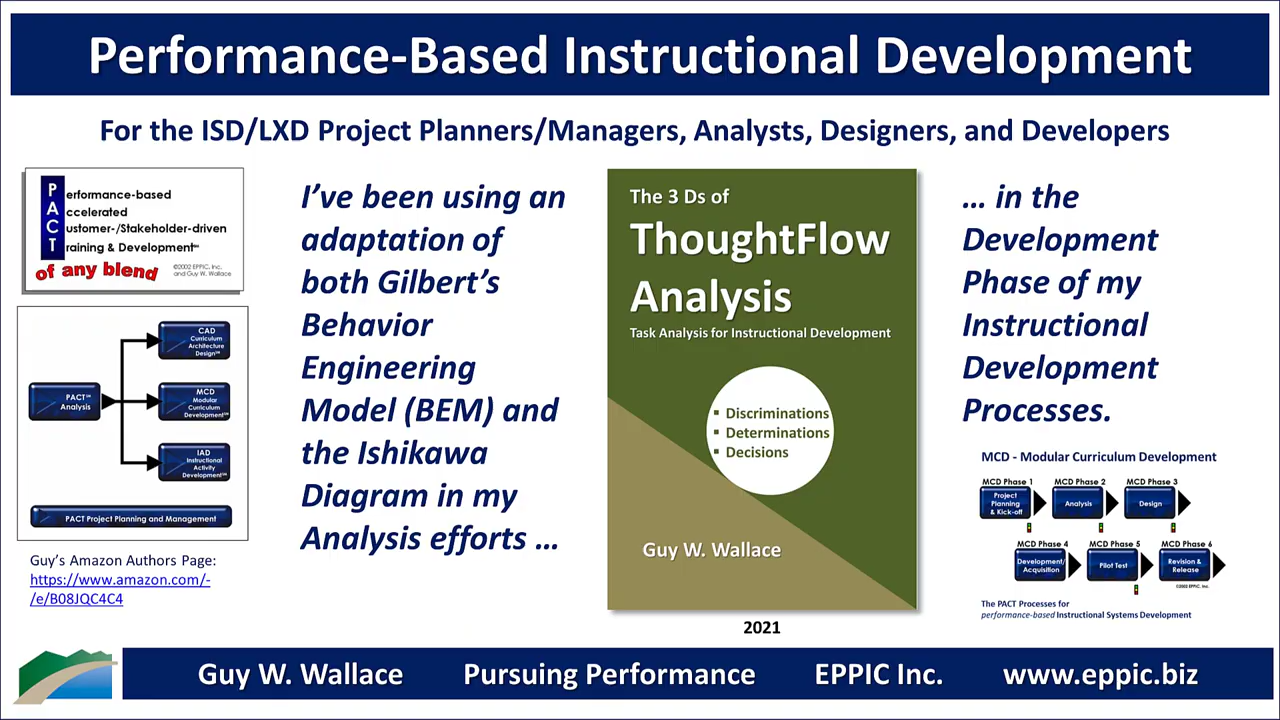 Performance-Based Instructional Development
For the ISD/LXD Project Planners/Managers, Analysts, Designers, and Developers
Performance-based
Accelerated
Customer-/Stakeholder-driven
Training & Development℠
of any blend
©2002 EPPIC, Inc.
and Guy W. Wallace
PACT℠
Analysis
CAD
Curriculum
Architecture
Design℠
MCD
Modular
Curriculum
Development℠
IAD
Instructional
Activity
Development℠
PACT Project Planning and Management
Guy's Amazon Authors Page:
https://www.amazon.com/-
/e/B08JQC4C4
I've been using an
adaptation of
both Gilbert's
Behavior
Engineering
Model (BEM) and
the Ishikawa
Diagram in my
Analysis efforts …
The 3 Ds of
ThoughtFlow
Analysis
Task Analysis for Instructional Development
▪ Discriminations
▪ Determinations
▪ Decisions
Guy W. Wallace
2021
… in the
Development
Phase of my
Instructional
Development
Processes.
MCD - Modular Curriculum Development
MCD Phase 1
Project
Planning
& Kick-off
MCD Phase 2
Analysis
MCD Phase 3
Design
MCD Phase 4
Development/
Acquisition
MCD Phase 5
Pilot Test
MCD Phase 6
Revision &
Release
©2002 EPPIC, Inc.
The PACT Processes for
performance-based Instructional Systems Development
Guy W. Wallace Pursuing Performance EPPIC Inc. www.eppic.biz